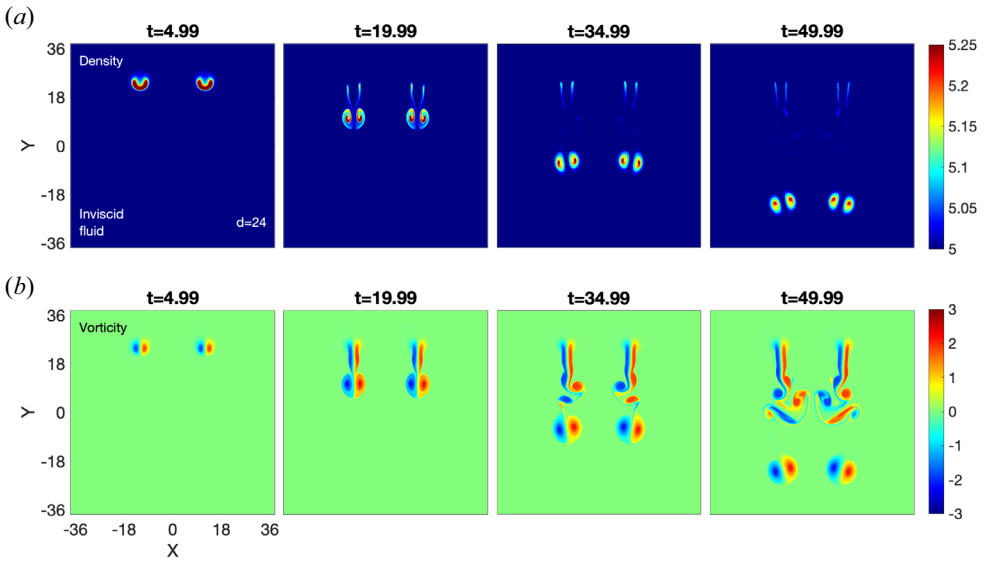 (a)
t=4.99 t=19.99 t=34.99 t=49.99
36
18
0
-18
-36
Y
Density
Inviscid
fluid
d=24
5.25
5.20
5.15
5.10
5.05
5
(b)
t=4.99 t=19.99 t=34.99 t=49.99
36
18
0
-18
-36
Y
Vorticity
3
2
1
0
-1
-2
-3
-36 -18 0 18 36
X